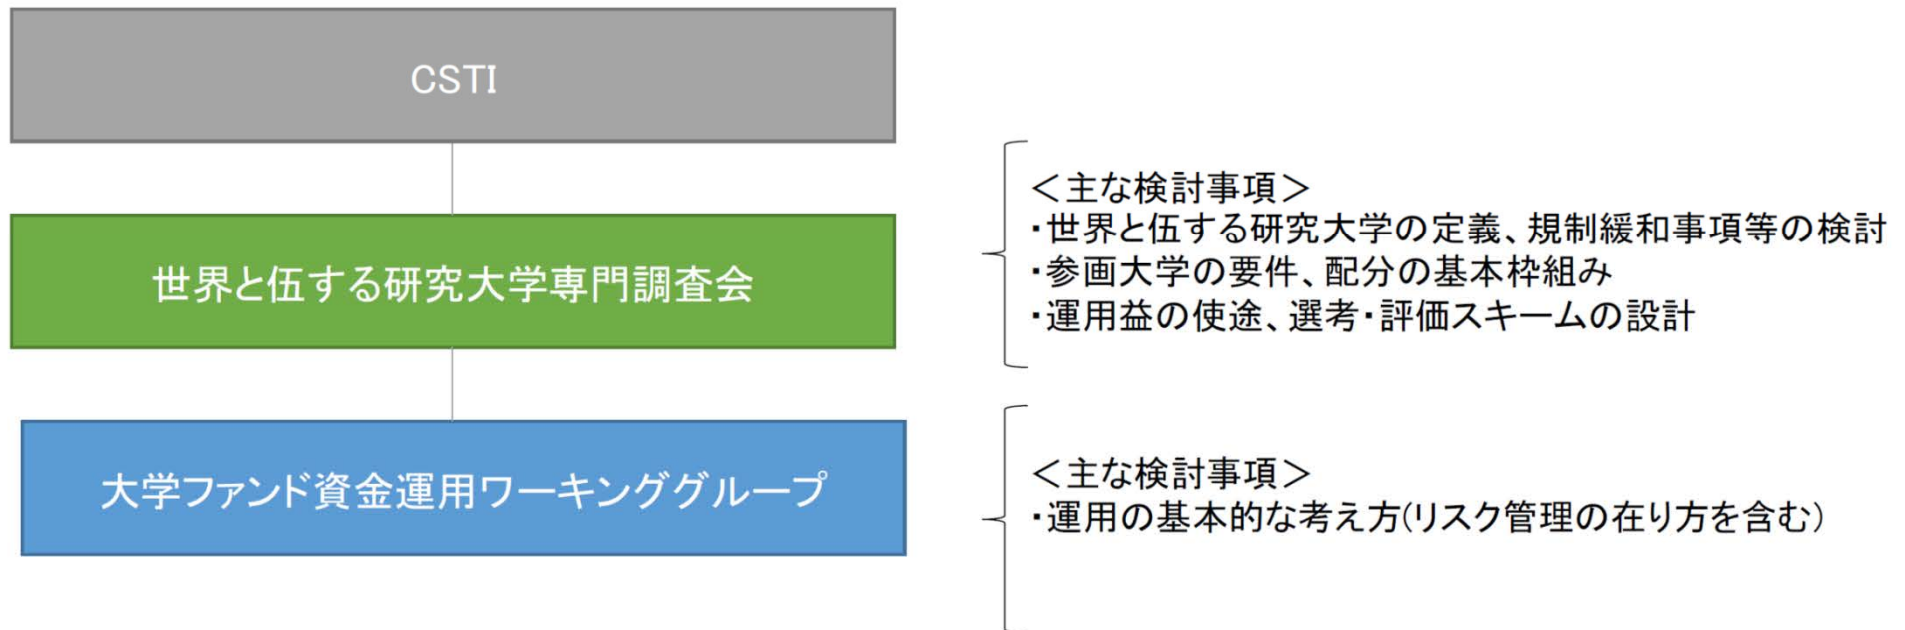 CSTI
世界と伍する研究大学専門調査会
＜主な検討事項＞
・世界と伍する研究大学の定義、規制緩和事項等の検討
・参画大学の要件、配分の基本枠組み
・運用益の使途、選考・評価スキームの設計
大学ファンド資金運用ワーキンググループ
＜主な検討事項＞
・運用の基本的な考え方(リスク管理の在り方を含む)